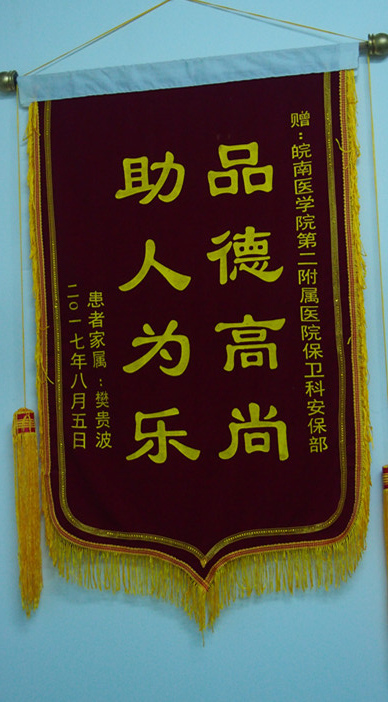 赠:皖南医学院第二附属医院保卫科安保部
品德高尚
助人为乐
患者家属:樊贵波
二〇一七年八月五日